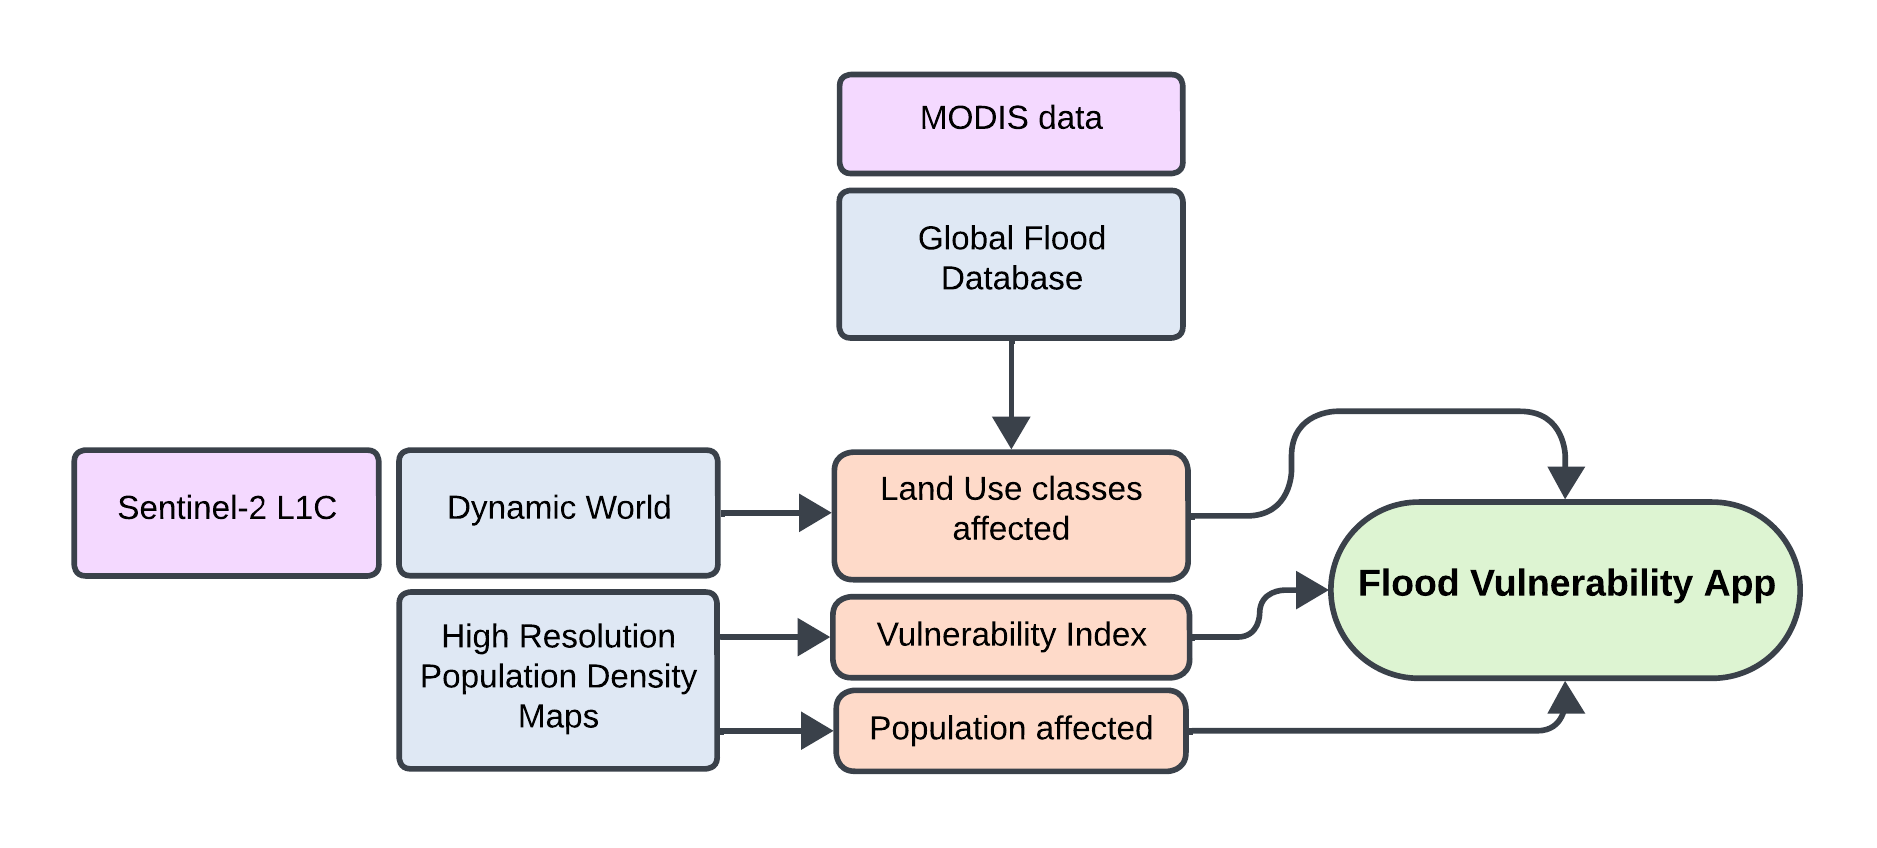 MODIS data
Global Flood
Database
Sentinel-2 L1C
Dynamic World
Land Use classes
affected
High Resolution
Population Density
Maps
Vulnerability Index
Population affected
Flood Vulnerability App